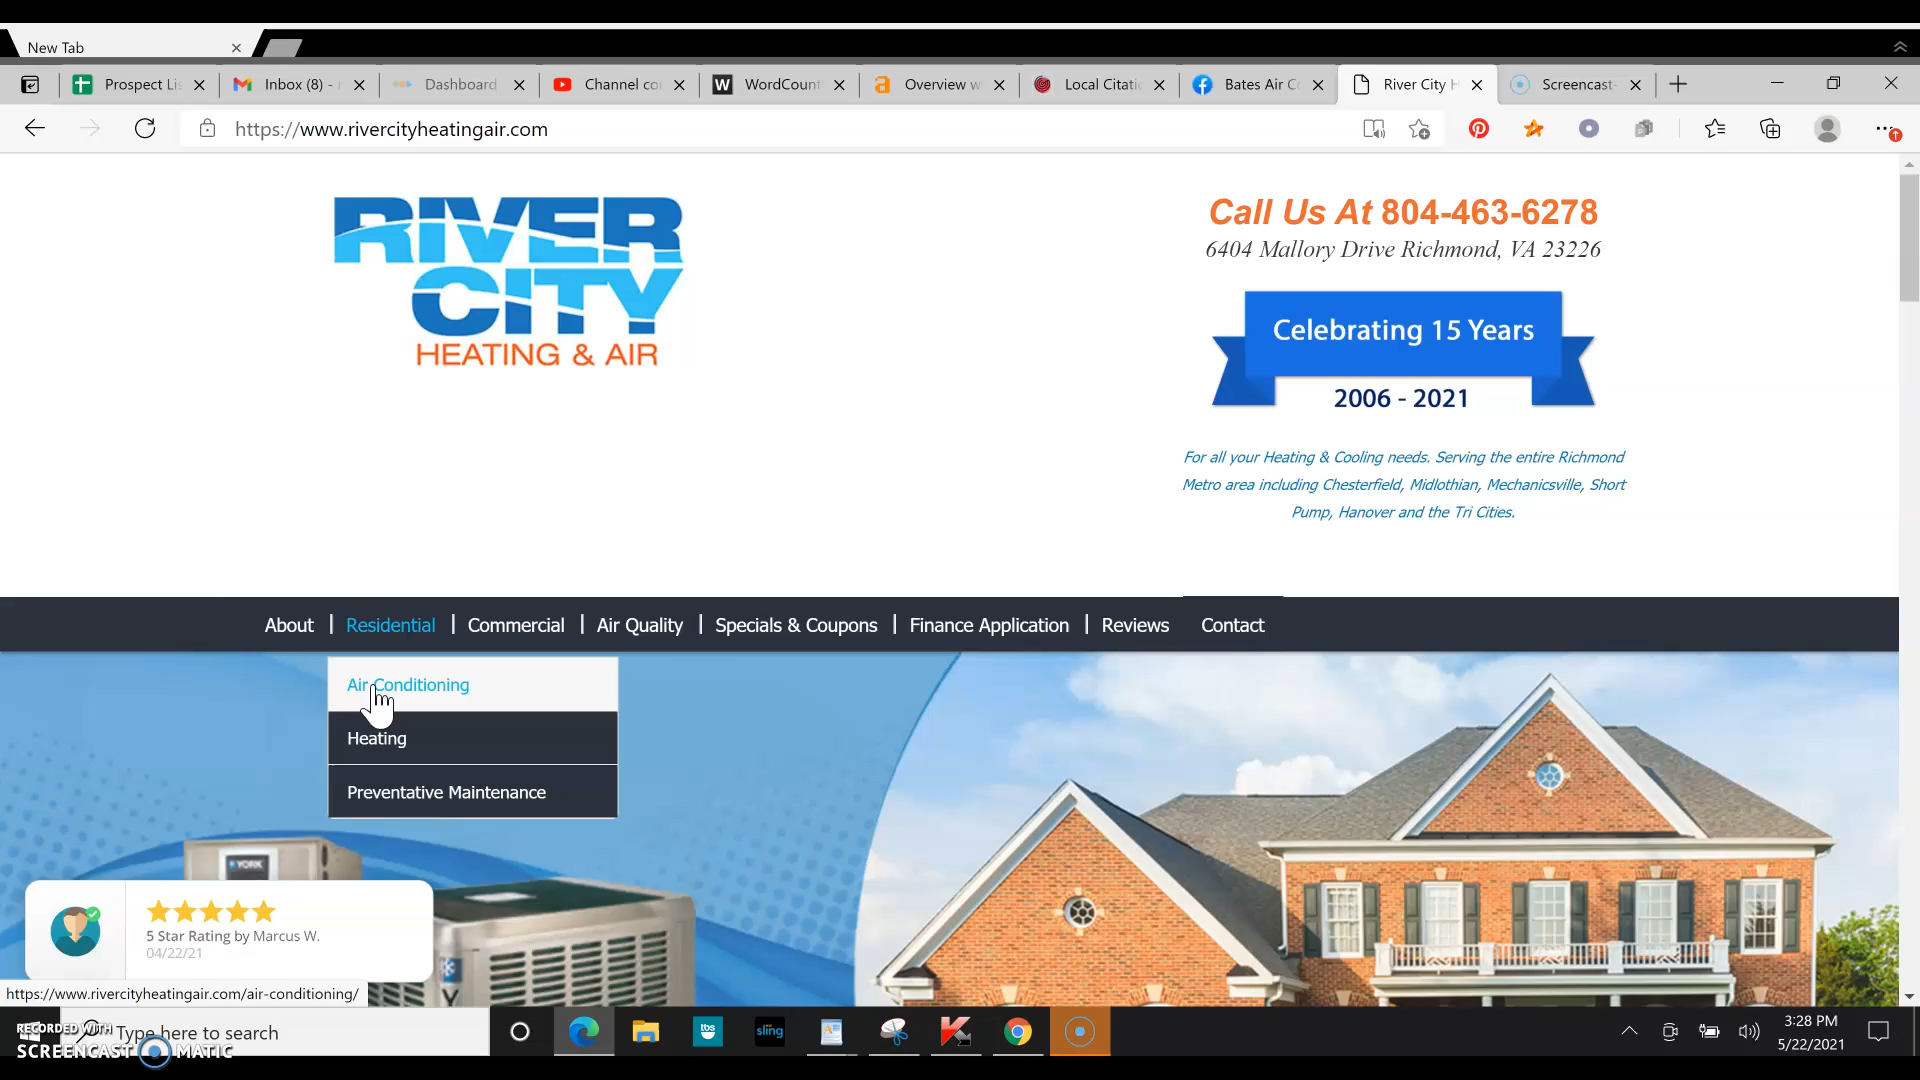 New Tab
Prospect Lis
Inbox (8) -
Dashboard
Channel co
WordCount
Overview w
Local Citatio
Bates Air C
River City H
Screencast-
https://www.rivercityheatingair.com
RIVER
CITY
HEATING & AIR
Call Us At 804-463-6278
6404 Mallory Drive Richmond, VA 23226
Celebrating 15 Years
2006 - 2021
For all your Heating & Cooling needs. Serving the entire Richmond
Metro area including Chesterfield, Midlothian, Mechanicsville, Short
Pump, Hanover and the Tri Cities.
About | Residential | Commercial | Air Quality | Specials & Coupons | Finance Application | Reviews Contact
Air Conditioning
Heating
Preventative Maintenance
YORK
5 Star Rating by Marcus W.
04/22/21
https://www.rivercityheatingair.com/air-conditioning/
Type here to search
RECORDED WITH
SCREENCAST MATIC
tbs
sling
3:28 PM
5/22/2021